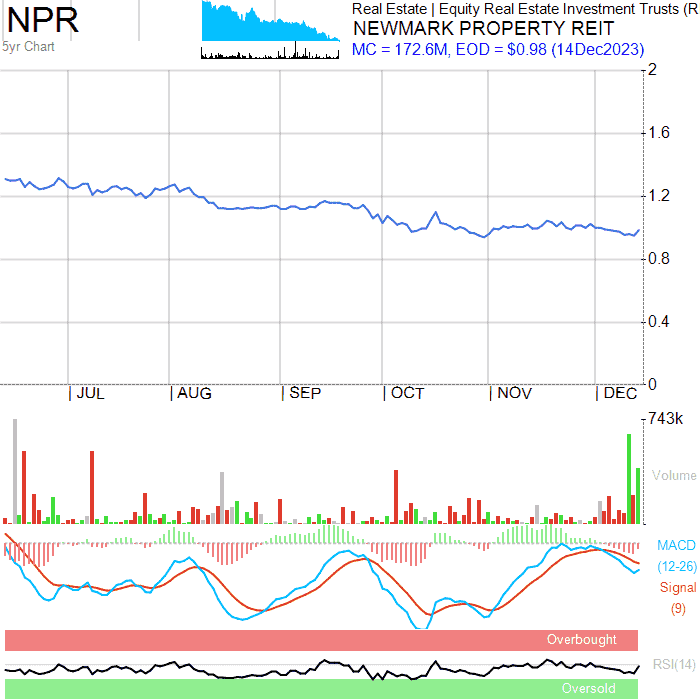 NPR
5yr Chart
Real Estate | Equity Real Estate Investment Trusts (R
NEWMARK PROPERTY REIT
MC = 172.6M, EOD = $0.98 (14Dec2023)
2
1.6
1.2
0.8
0.4
0
JUL AUG SEP OCT NOV DEC
743k
Volume
MACD
(12-26)
Signal
(9)
Overbought
RSI(14)
Oversold